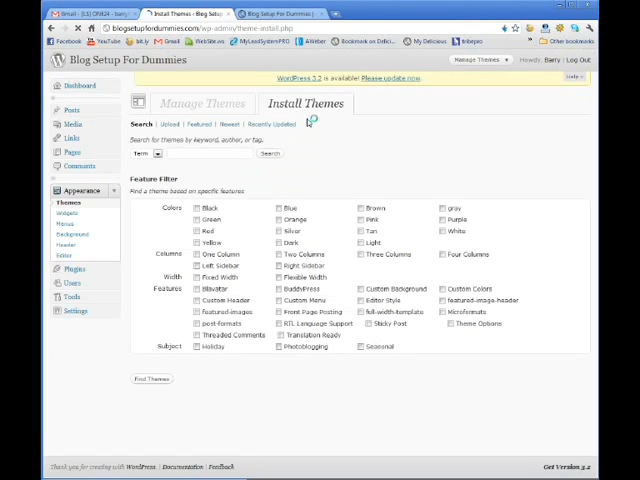 Gmail - [LS] ON#24 - barry
Install Themes ‹ Blog Setup
Blog Setup For Dummies |
blogsetupfordummies.com/wp-admin/theme-install.php
Facebook YouTube bit.ly Gmail WebSite.ws MyLeadSystemPRO AWeber Bookmark on Delici... My Delicious tribepro Other bookmarks
Blog Setup For Dummies
Manage Themes
Howdy, Barry | Log Out
WordPress 3.2 is available! Please update now.
Help
Dashboard
Posts
Media
Links
Pages
Comments
Appearance
Themes
Widgets
Menus
Background
Header
Editor
Plugins
Users
Tools
Settings
Manage Themes Install Themes
Search | Upload | Featured | Newest | Recently Updated
Search for themes by keyword, author, or tag.
Term Search
Feature Filter
Find a theme based on specific features
Colors Black Blue Brown gray
Green Orange Pink Purple
Red Silver Tan White
Yellow Dark Light
Columns One Column Two Columns Three Columns Four Columns
Left Sidebar Right Sidebar
Width Fixed Width Flexible Width
Features Blavatar BuddyPress Custom Background Custom Colors
Custom Header Custom Menu Editor Style featured-image-header
featured-images Front Page Posting full-width-template Microformats
post-formats RTL Language Support Sticky Post Theme Options
Threaded Comments Translation Ready
Subject Holiday Photoblogging Seasonal
Find Themes
Thank you for creating with WordPress. | Documentation | Feedback
Get Version 3.2